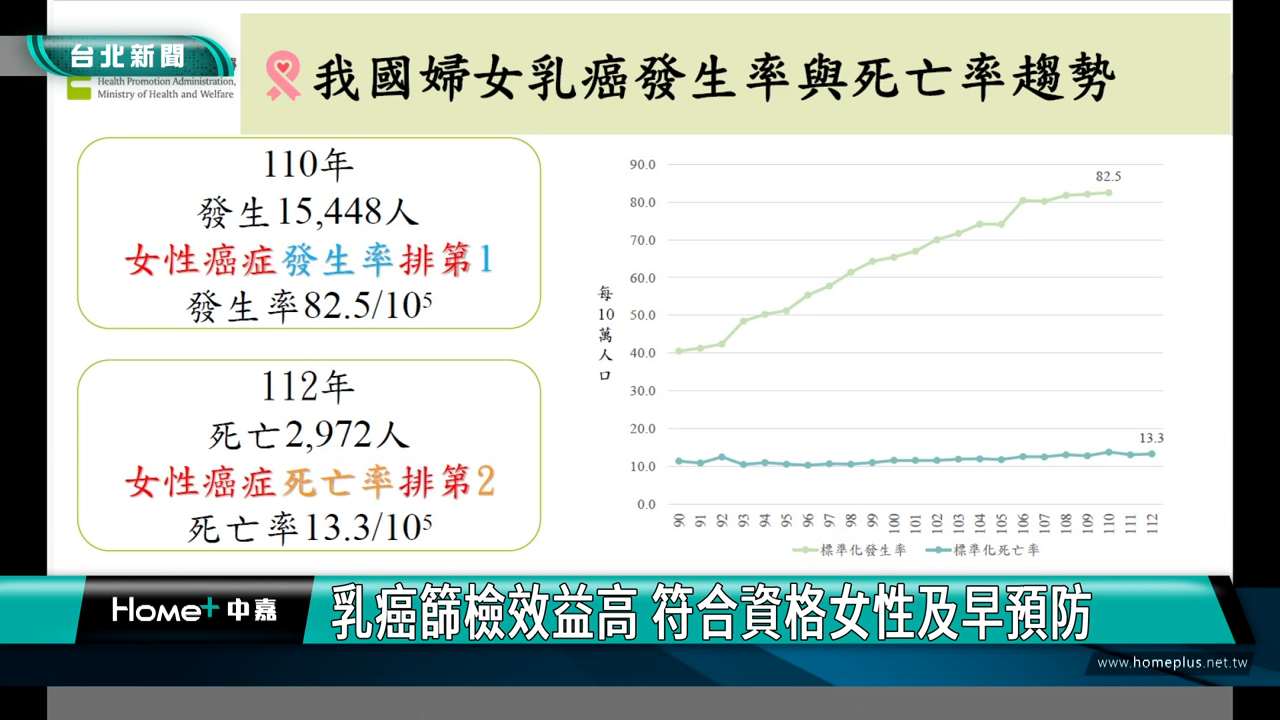 台北新聞
Health Promotion Administration,
Ministry of Health and Welfare
我國婦女乳癌發生率與死亡率趨勢
110年
發生15,448人
女性癌症發生率排第1
發生率82.5/10⁵
112年
死亡2,972人
女性癌症死亡率排第2
死亡率13.3/10⁵
每10萬人口
90.0
80.0
70.0
60.0
50.0
40.0
30.0
20.0
10.0
0.0
82.5
13.3
90 91 92 93 94 95 96 97 98 99 100 101 102 103 104 105 106 107 108 109 110 111 112
標準化發生率 標準化死亡率
Home+中嘉
乳癌篩檢效益高 符合資格女性及早預防
www.homeplus.net.tw